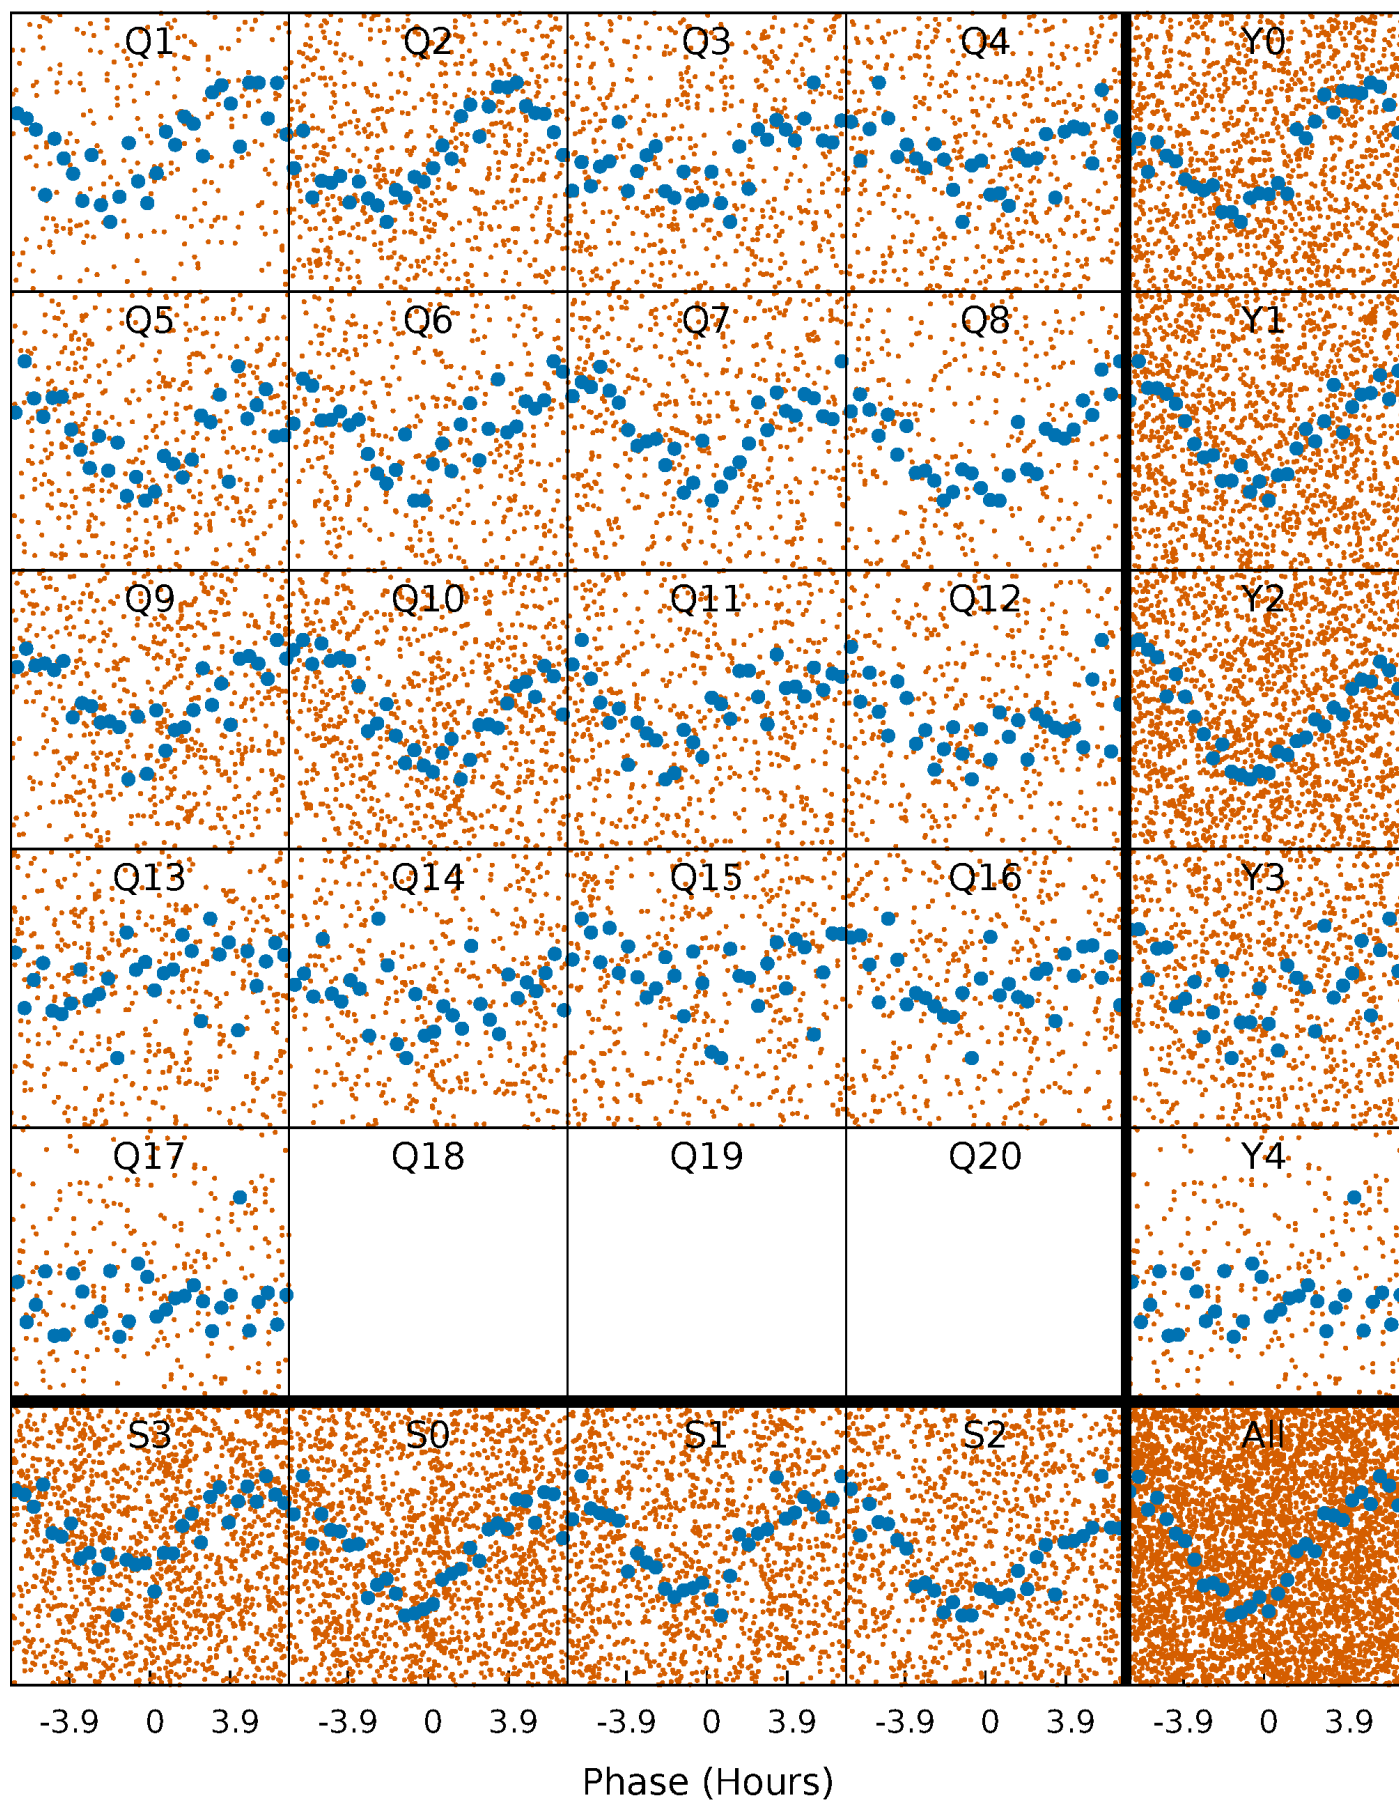 Q1 Q2 Q3 Q4 Y0
Q5 Q6 Q7 Q8 Y1
Q9 Q10 Q11 Q12 Y2
Q13 Q14 Q15 Q16 Y3
Q17 Q18 Q19 Q20 Y4
S3 S0 S1 S2 All
-3.9 0 3.9 -3.9 0 3.9 -3.9 0 3.9 -3.9 0 3.9 -3.9 0 3.9
Phase (Hours)